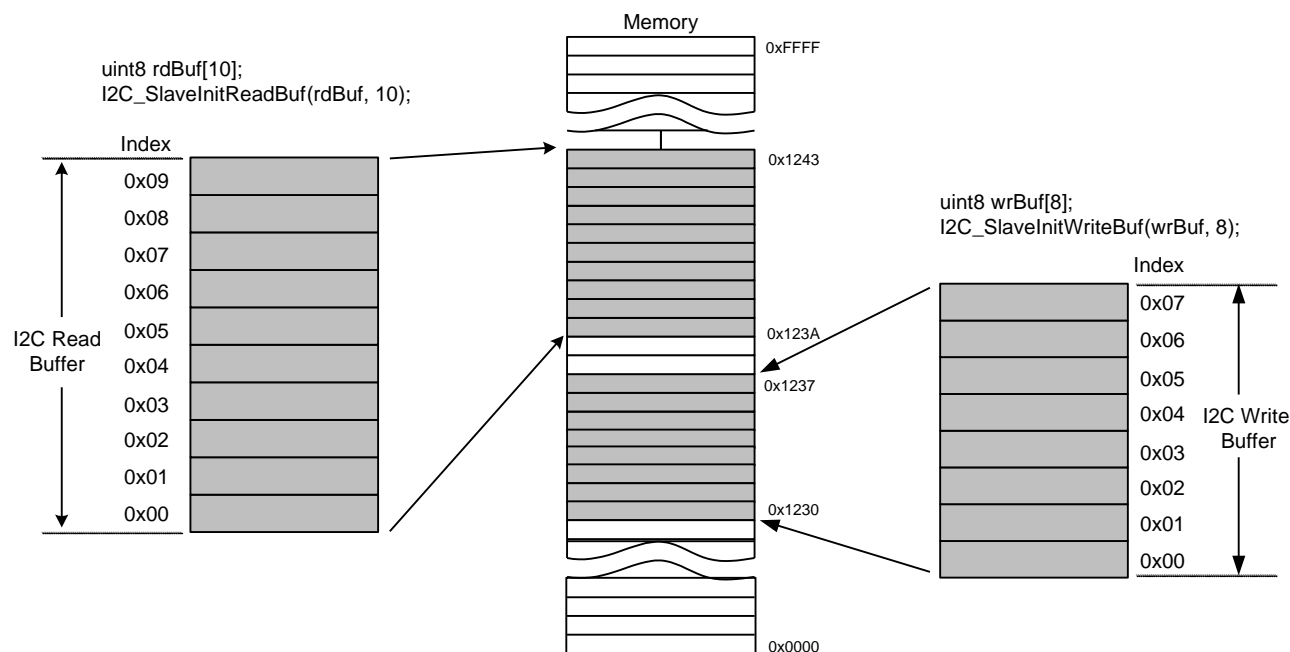 Memory
0xFFFF
uint8 rdBuf[10];
I2C_SlaveInitReadBuf(rdBuf, 10);
Index
0x09
0x08
0x07
0x06
0x05
0x04
0x03
0x02
0x01
0x00
I2C Read
Buffer
0x1243
0x123A
0x1237
0x1230
0x0000
uint8 wrBuf[8];
I2C_SlaveInitWriteBuf(wrBuf, 8);
Index
0x07
0x06
0x05
0x04
0x03
0x02
0x01
0x00
I2C Write
Buffer